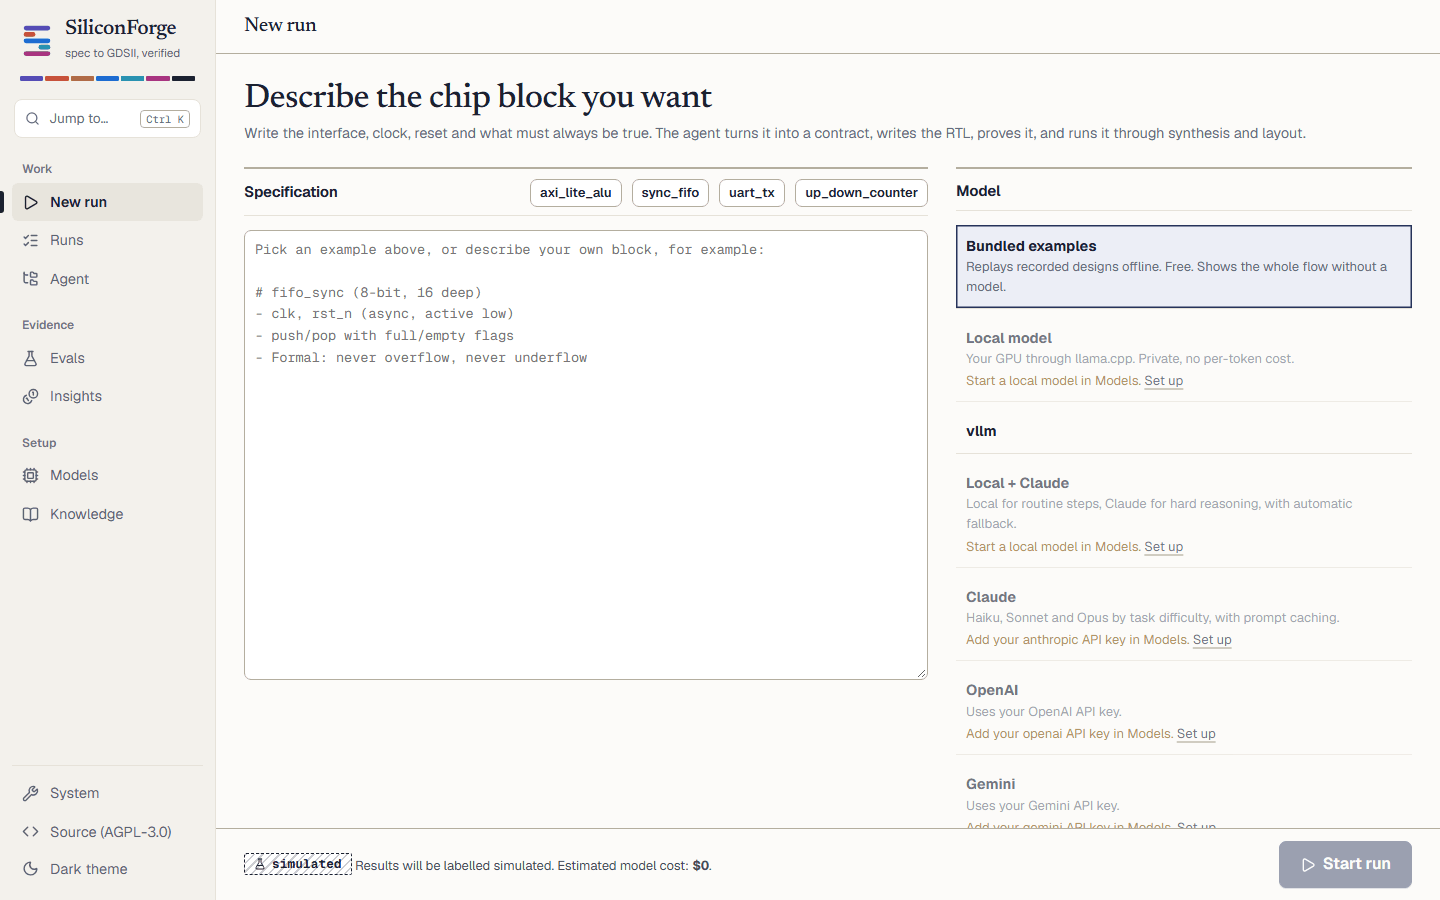 SiliconForge
spec to GDSII, verified
Jump to...
Ctrl K
Work
New run
Runs
Agent
Evidence
Evals
Insights
Setup
Models
Knowledge
System
Source (AGPL-3.0)
Dark theme
New run
Describe the chip block you want
Write the interface, clock, reset and what must always be true. The agent turns it into a contract, writes the RTL, proves it, and runs it through synthesis and layout.
Specification
axi_lite_alu
sync_fifo
uart_tx
up_down_counter
Pick an example above, or describe your own block, for example:
# fifo_sync (8-bit, 16 deep)
- clk, rst_n (async, active low)
- push/pop with full/empty flags
- Formal: never overflow, never underflow
Model
Bundled examples
Replays recorded designs offline. Free. Shows the whole flow without a
model.
Local model
Your GPU through llama.cpp. Private, no per-token cost.
Start a local model in Models. Set up
vllm
Local + Claude
Local for routine steps, Claude for hard reasoning, with automatic
fallback.
Start a local model in Models. Set up
Claude
Haiku, Sonnet and Opus by task difficulty, with prompt caching.
Add your anthropic API key in Models. Set up
OpenAI
Uses your OpenAI API key.
Add your openai API key in Models. Set up
Gemini
Uses your Gemini API key.
Add your gemini API key in Models. Set up
simulated Results will be labelled simulated. Estimated model cost: $0.
Start run